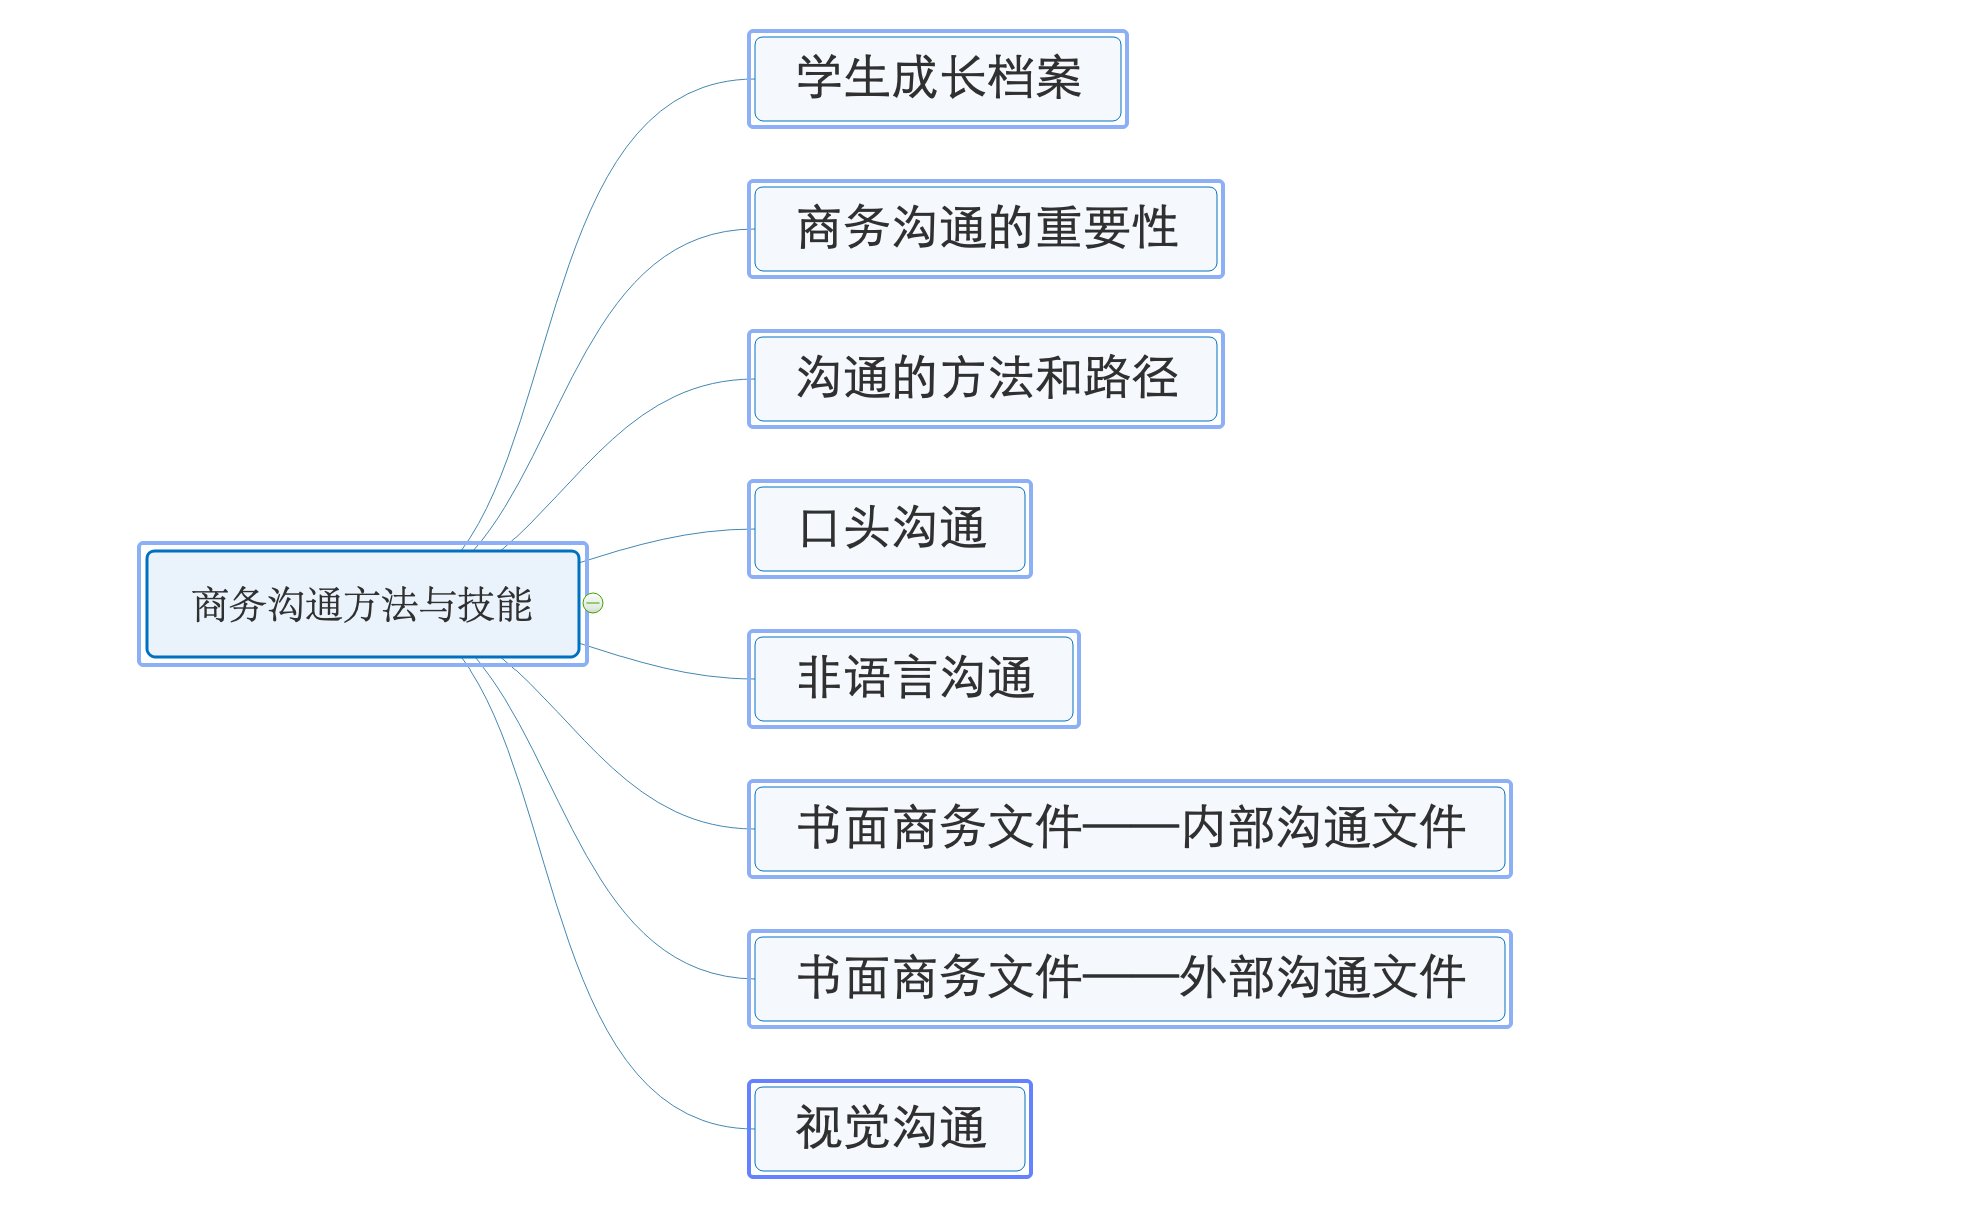 学生成长档案
商务沟通的重要性
沟通的方法和路径
口头沟通
商务沟通方法与技能
非语言沟通
书面商务文件——内部沟通文件
书面商务文件——外部沟通文件
视觉沟通